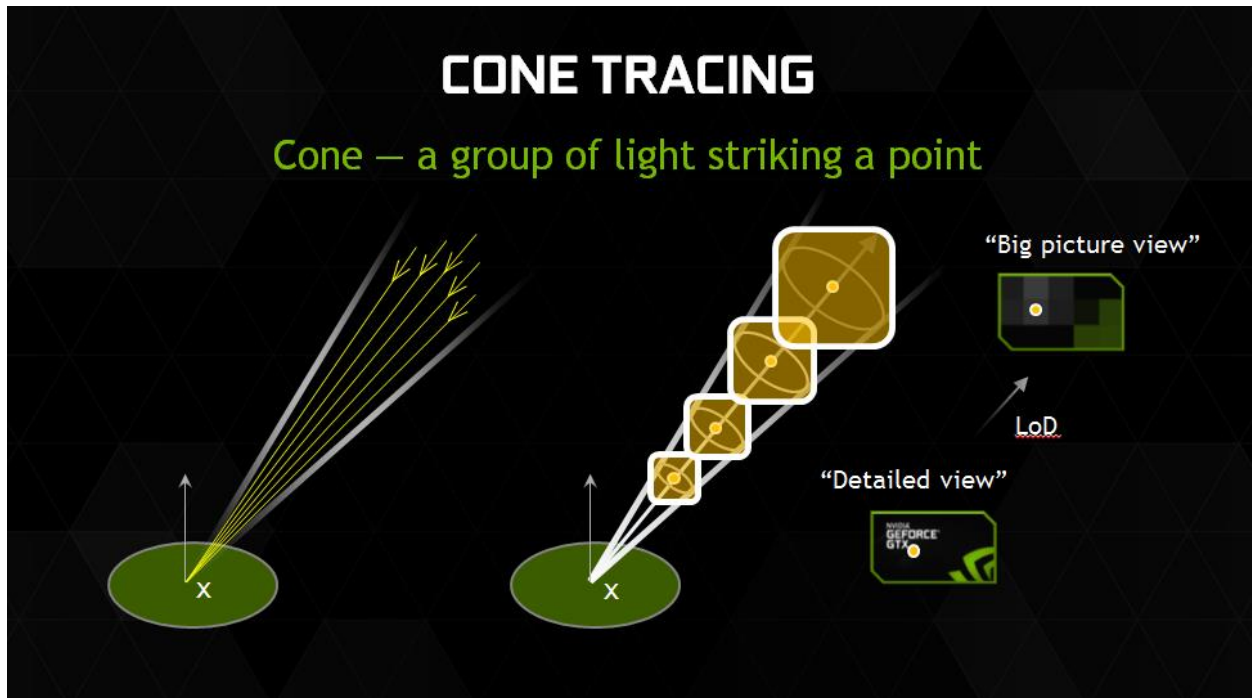 CONE TRACING
Cone — a group of light striking a point
“Big picture view”
LoD
“Detailed view”
NVIDIA
GEFORCE
GTX
x
x